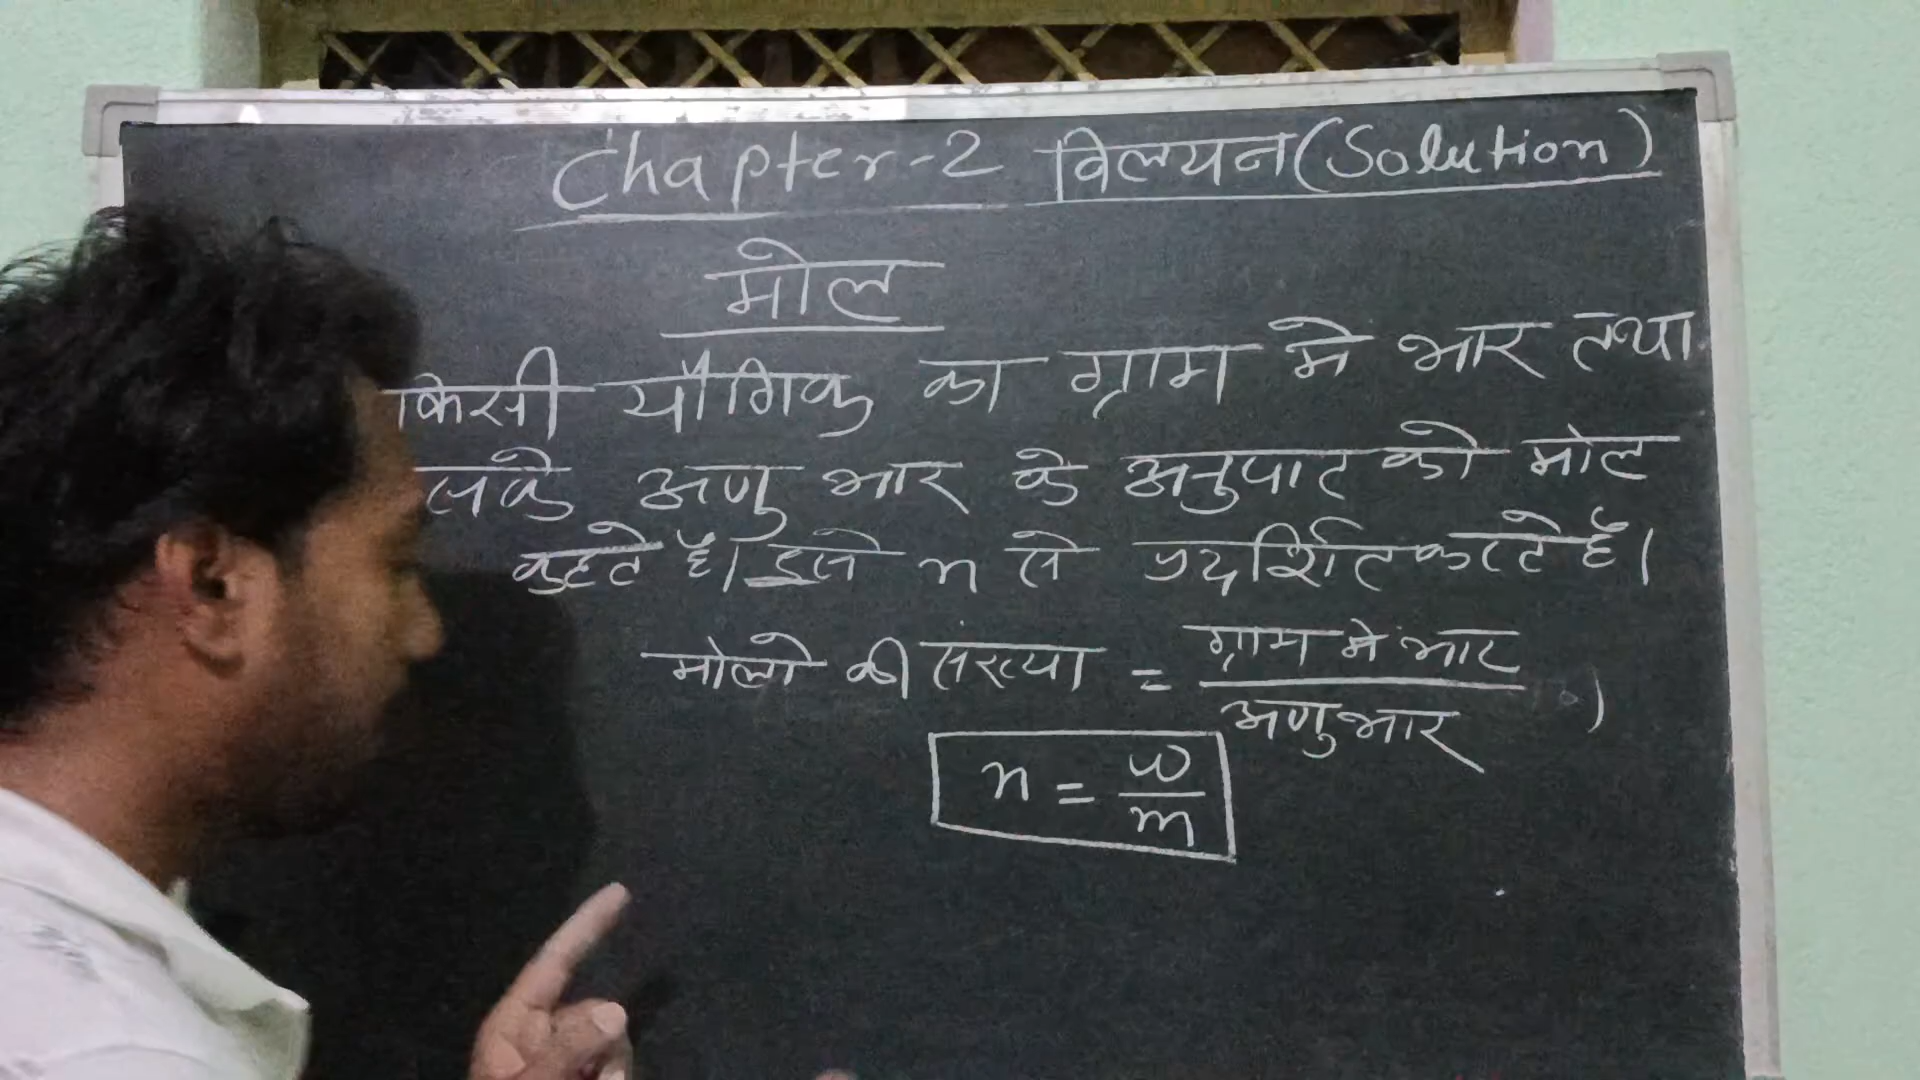 Chapter-2 विलयन (Solution)
मोल
किसी यौगिक का ग्राम मे भार तथा
उसके अणु भार के अनुपात को मोल
कहते है। इसे n से प्रदर्शित करते है।
मोलो की संख्या = ग्राम मे भार / अणुभार
n = w / m